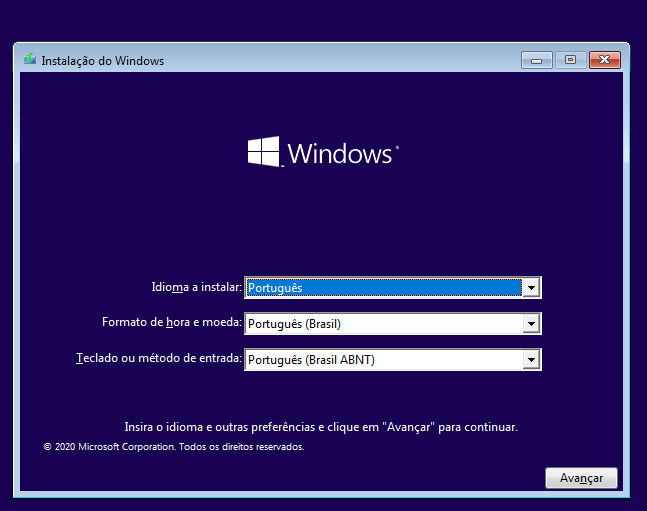 Instalação do Windows
Windows
Idioma a instalar: Português
Formato de hora e moeda: Português (Brasil)
Teclado ou método de entrada: Português (Brasil ABNT)
Insira o idioma e outras preferências e clique em "Avançar" para continuar.
© 2020 Microsoft Corporation. Todos os direitos reservados.
Avançar